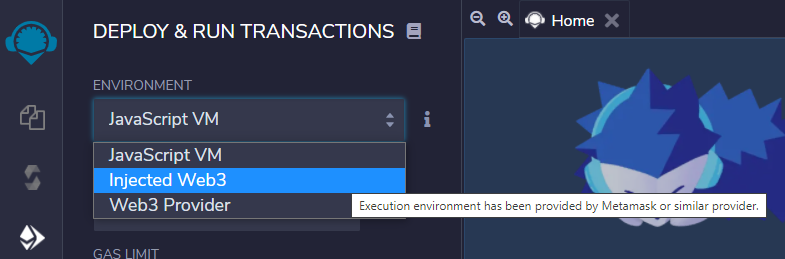 DEPLOY & RUN TRANSACTIONS
Home
ENVIRONMENT
JavaScript VM
JavaScript VM
Injected Web3
Web3 Provider
Execution environment has been provided by Metamask or similar provider.
GAS LIMIT